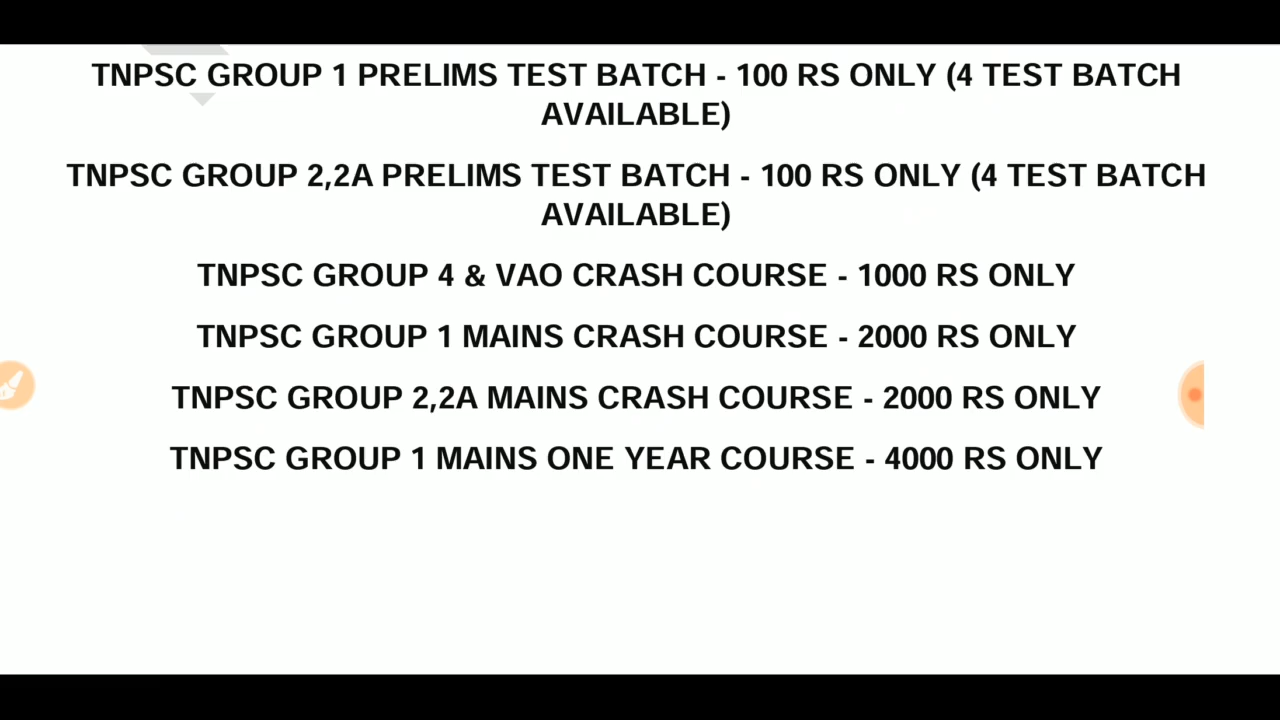 TNPSC GROUP 1 PRELIMS TEST BATCH - 100 RS ONLY (4 TEST BATCH
AVAILABLE)
TNPSC GROUP 2,2A PRELIMS TEST BATCH - 100 RS ONLY (4 TEST BATCH
AVAILABLE)
TNPSC GROUP 4 & VAO CRASH COURSE - 1000 RS ONLY
TNPSC GROUP 1 MAINS CRASH COURSE - 2000 RS ONLY
TNPSC GROUP 2,2A MAINS CRASH COURSE - 2000 RS ONLY
TNPSC GROUP 1 MAINS ONE YEAR COURSE - 4000 RS ONLY